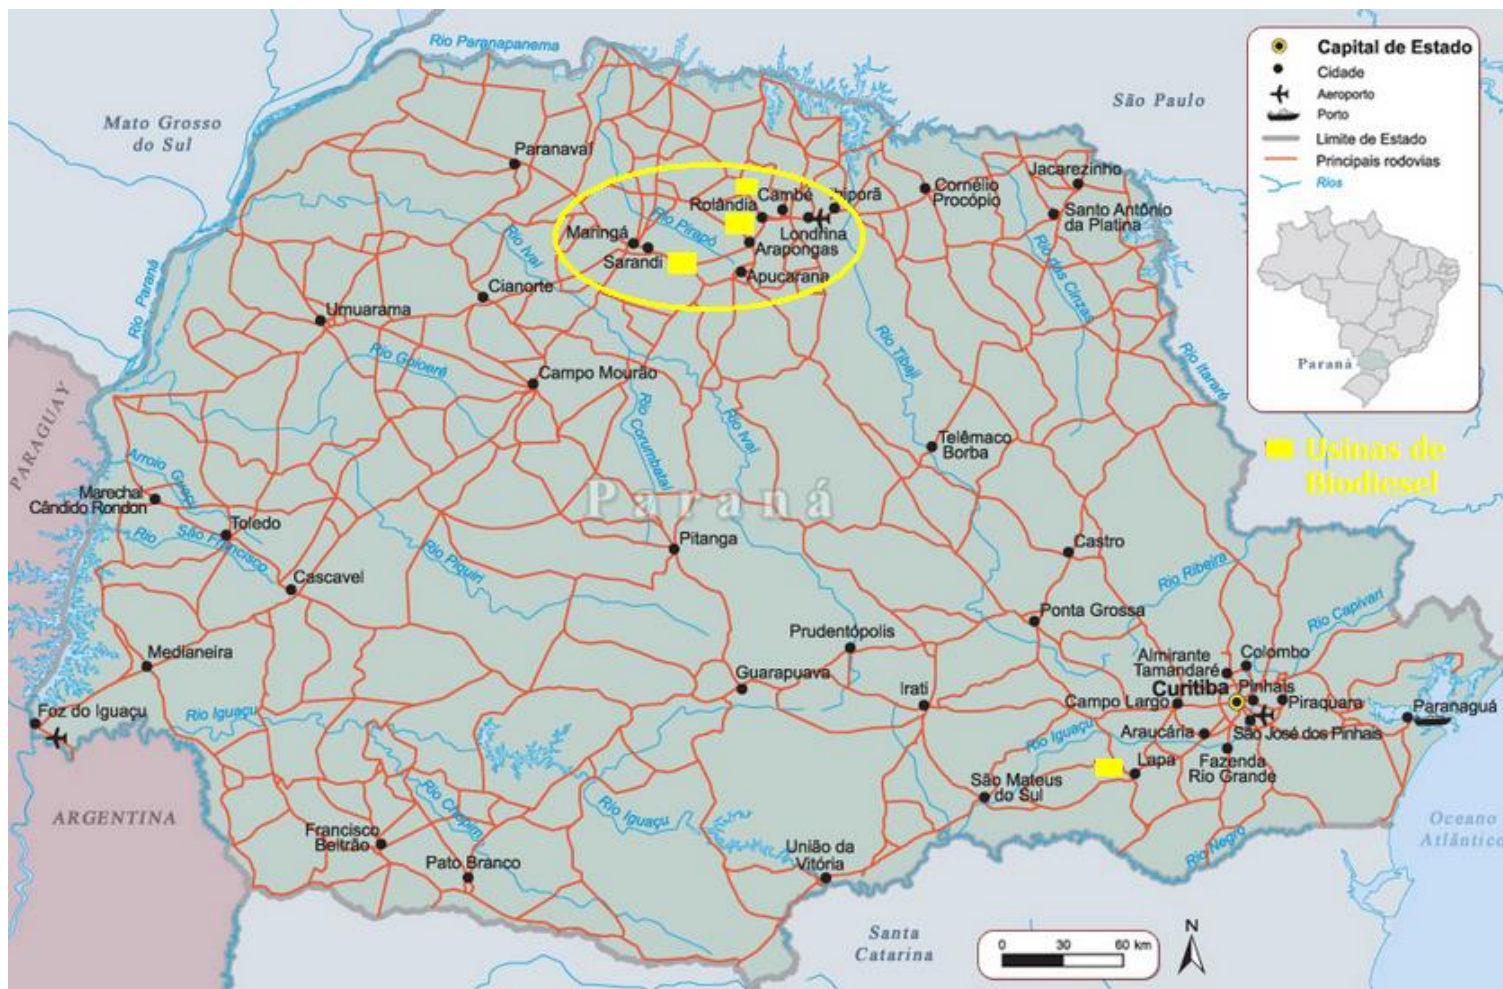 Rio Paranapanema
São Paulo
Mato Grosso
do Sul
Capital de Estado
Cidade
Aeroporto
Porto
Limite de Estado
Principais rodovias
Rios
Paraná
Usinas de
Biodiesel
Paranavaí
Rolândia
Cambé
Londrina
Arapongas
Apucarana
Maringá
Sarandi
Rio Pirapó
Cornélio
Procópio
Jacarezinho
Santo Antônio
da Platina
Rio das Cinzas
Rio Itararé
Rio Tibaji
Rio Ivaí
Rio Paraná
Cianorte
Umuarama
Rio Goioerê
Campo Mourão
Rio Corumbataí
Rio Ivaí
Telêmaco
Borba
PARAGUAY
Arroio Guaçu
Marechal
Cândido Rondon
Toledo
Rio São Francisco
Cascavel
Rio Piquiri
Paraná
Pitanga
Castro
Rio Ribeira
Ponta Grossa
Rio Capivari
Prudentópolis
Guarapuava
Irati
Medianeira
Foz do Iguaçu
Rio Iguaçu
Almirante
Tamandaré
Colombo
Curitiba
Pinhais
Campo Largo
Piraquara
Paranaguá
Araucária
São José dos Pinhais
Rio Iguaçu
Lapa
Fazenda
Rio Grande
São Mateus
do Sul
ARGENTINA
Rio Chopim
Rio Iguaçu
Francisco
Beltrão
Pato Branco
União da
Vitória
Rio Negro
Oceano
Atlântico
Santa
Catarina
0 30 60 km
N